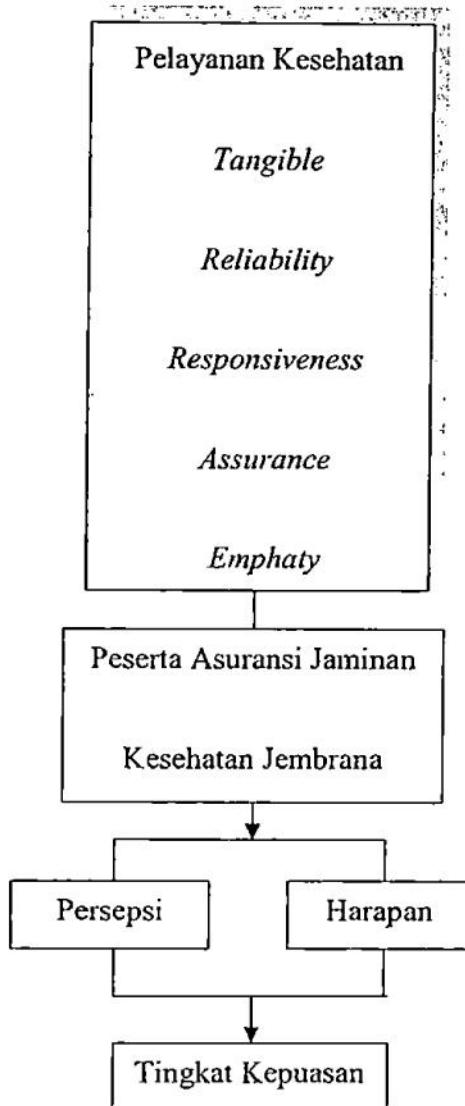 Pelayanan Kesehatan
Tangible
Reliability
Responsiveness
Assurance
Emphaty
Peserta Asuransi Jaminan
Kesehatan Jembrana
Persepsi
Harapan
Tingkat Kepuasan